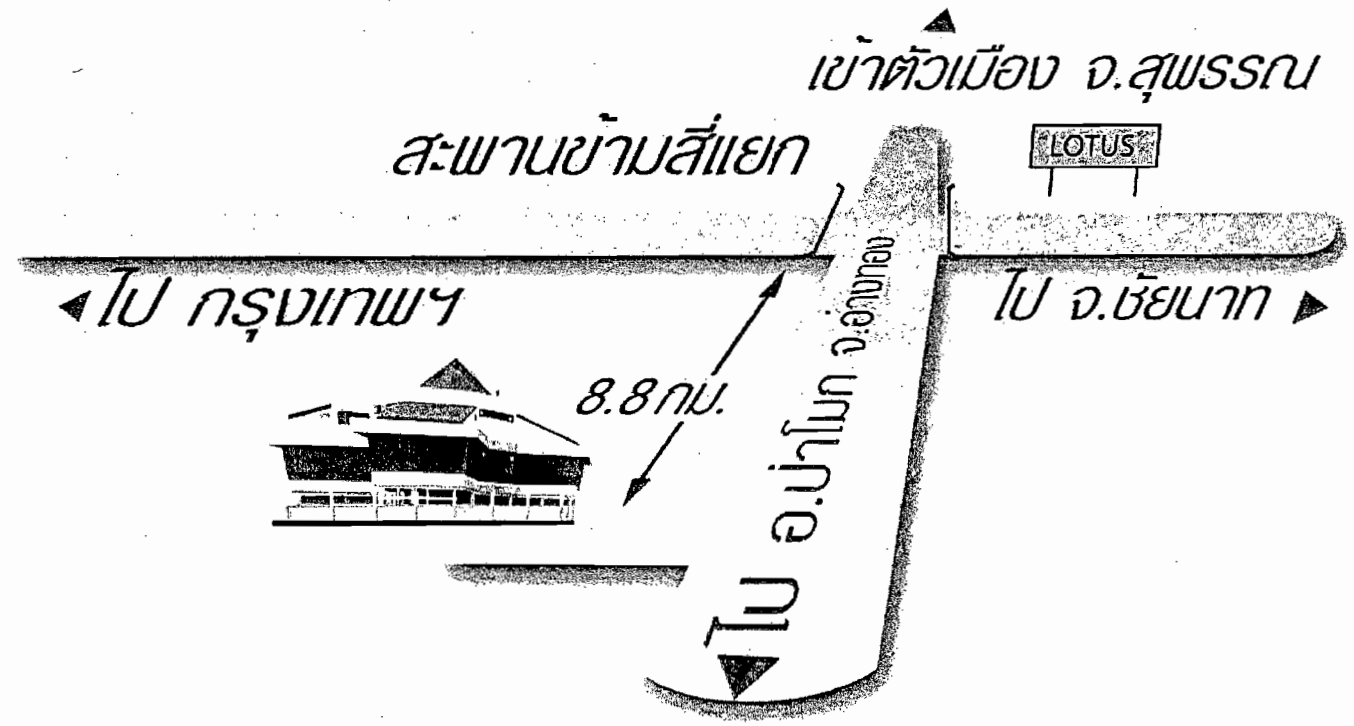 เข้าตัวเมือง จ.สุพรรณ
สะพานข้ามสี่แยก
LOTUS
ไป กรุงเทพฯ
ไป จ.ชัยนาท
8.8 กม.
ไป อ.ป่าโมก จ.อ่างทอง